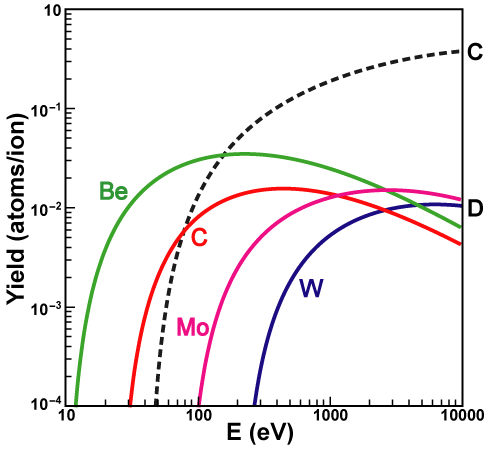 10
C
10⁻¹
Be
10⁻²
D
C
W
10⁻³
Mo
10⁻⁴
10
100
1000
10000
E (eV)
Yield (atoms/ion)